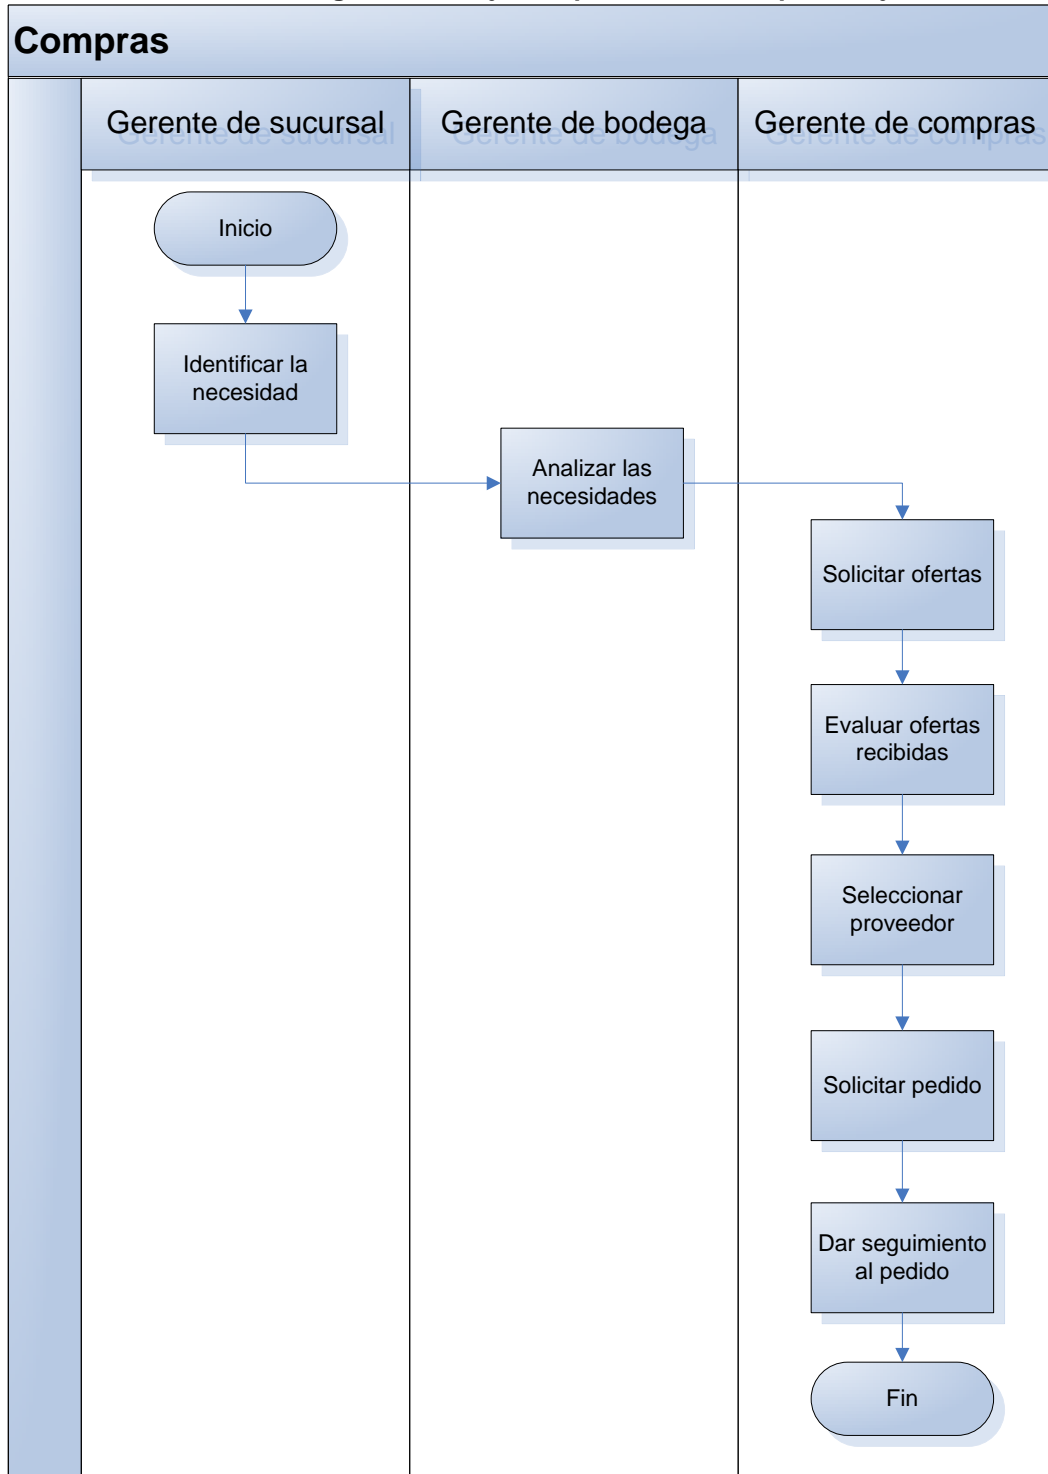 Compras
Gerente de sucursal
Gerente de bodega
Gerente de compras
Inicio
Identificar la
necesidad
Analizar las
necesidades
Solicitar ofertas
Evaluar ofertas
recibidas
Seleccionar
proveedor
Solicitar pedido
Dar seguimiento
al pedido
Fin